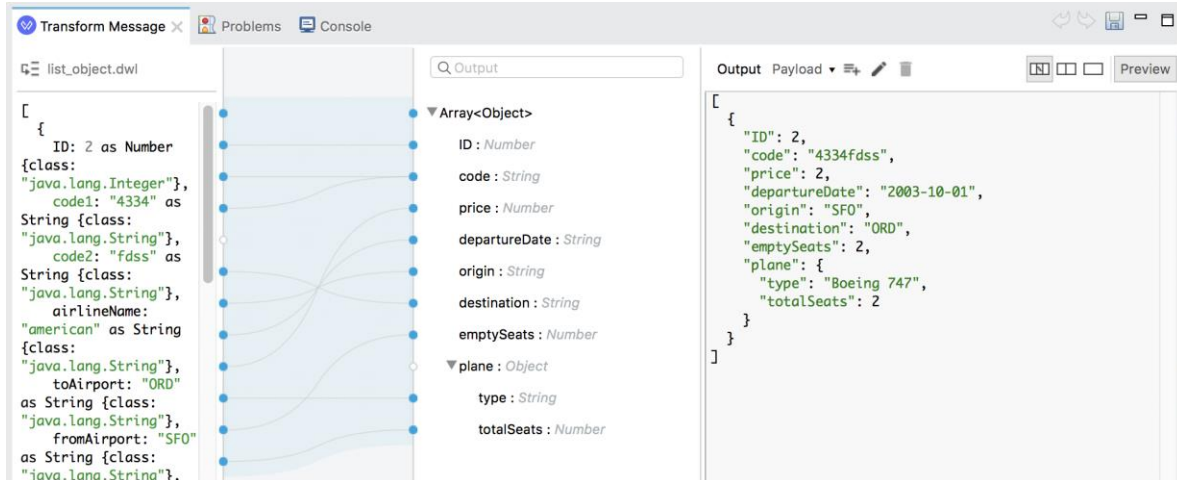 Transform Message Problems Console
list_object.dwl
[
{
ID: 2 as Number
{class:
"java.lang.Integer"},
code1: "4334" as
String {class:
"java.lang.String"},
code2: "fdss" as
String {class:
"java.lang.String"},
airlineName:
"american" as String
{class:
"java.lang.String"},
toAirport: "ORD"
as String {class:
"java.lang.String"},
fromAirport: "SFO"
as String {class:
"java.lang.String"},
Output
Array<Object>
ID : Number
code : String
price : Number
departureDate : String
origin : String
destination : String
emptySeats : Number
plane : Object
type : String
totalSeats : Number
Output Payload Preview
[
{
"ID": 2,
"code": "4334fdss",
"price": 2,
"departureDate": "2003-10-01",
"origin": "SFO",
"destination": "ORD",
"emptySeats": 2,
"plane": {
"type": "Boeing 747",
"totalSeats": 2
}
}
]